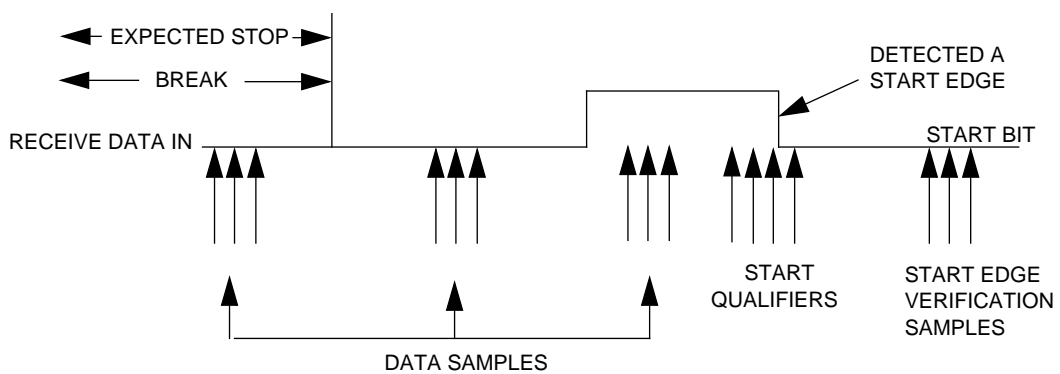 EXPECTED STOP
BREAK
DETECTED A
START EDGE
RECEIVE DATA IN
START BIT
START
QUALIFIERS
START EDGE
VERIFICATION
SAMPLES
DATA SAMPLES